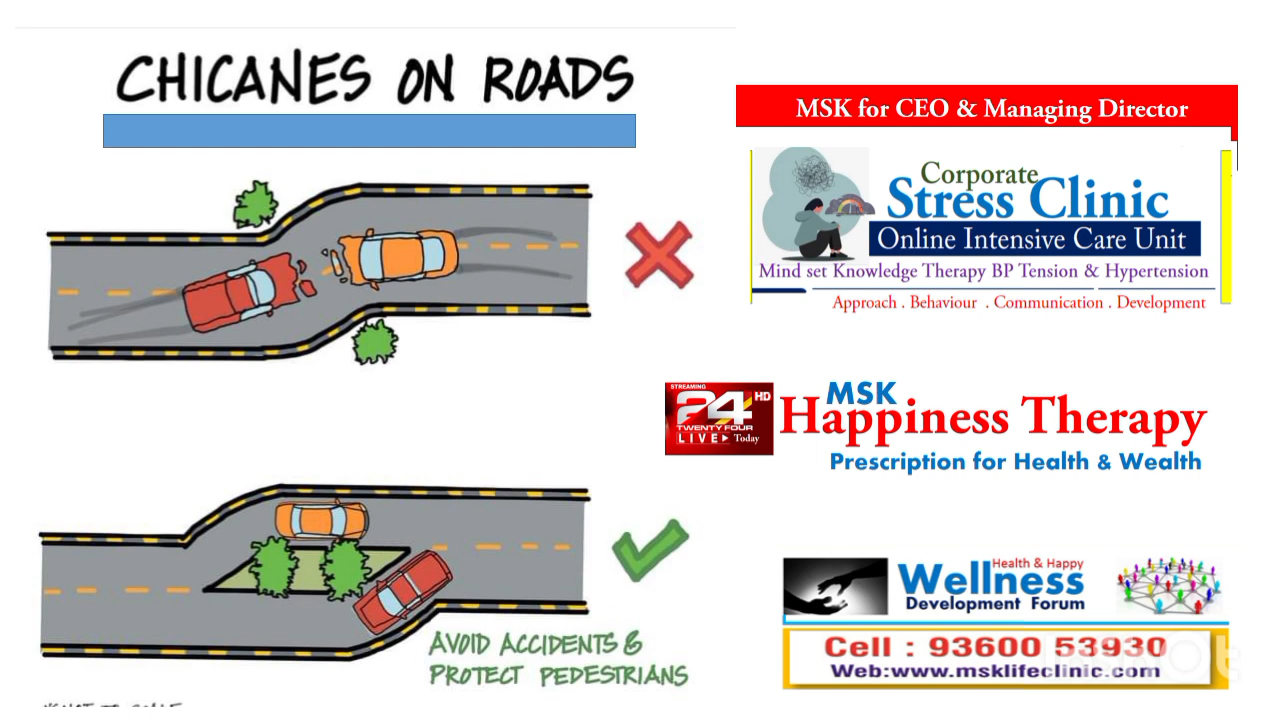 CHICANES ON ROADS
AVOID ACCIDENTS &
PROTECT PEDESTRIANS
MSK for CEO & Managing Director
Corporate
Stress Clinic
Online Intensive Care Unit
Mind set Knowledge Therapy BP Tension & Hypertension
Approach . Behaviour . Communication . Development
STREAMING
24 HD
TWENTY FOUR
LIVE Today
MSK
Happiness Therapy
Prescription for Health & Wealth
Health & Happy
Wellness
Development Forum
Cell : 93600 53930
Web:www.msklifeclinic.com